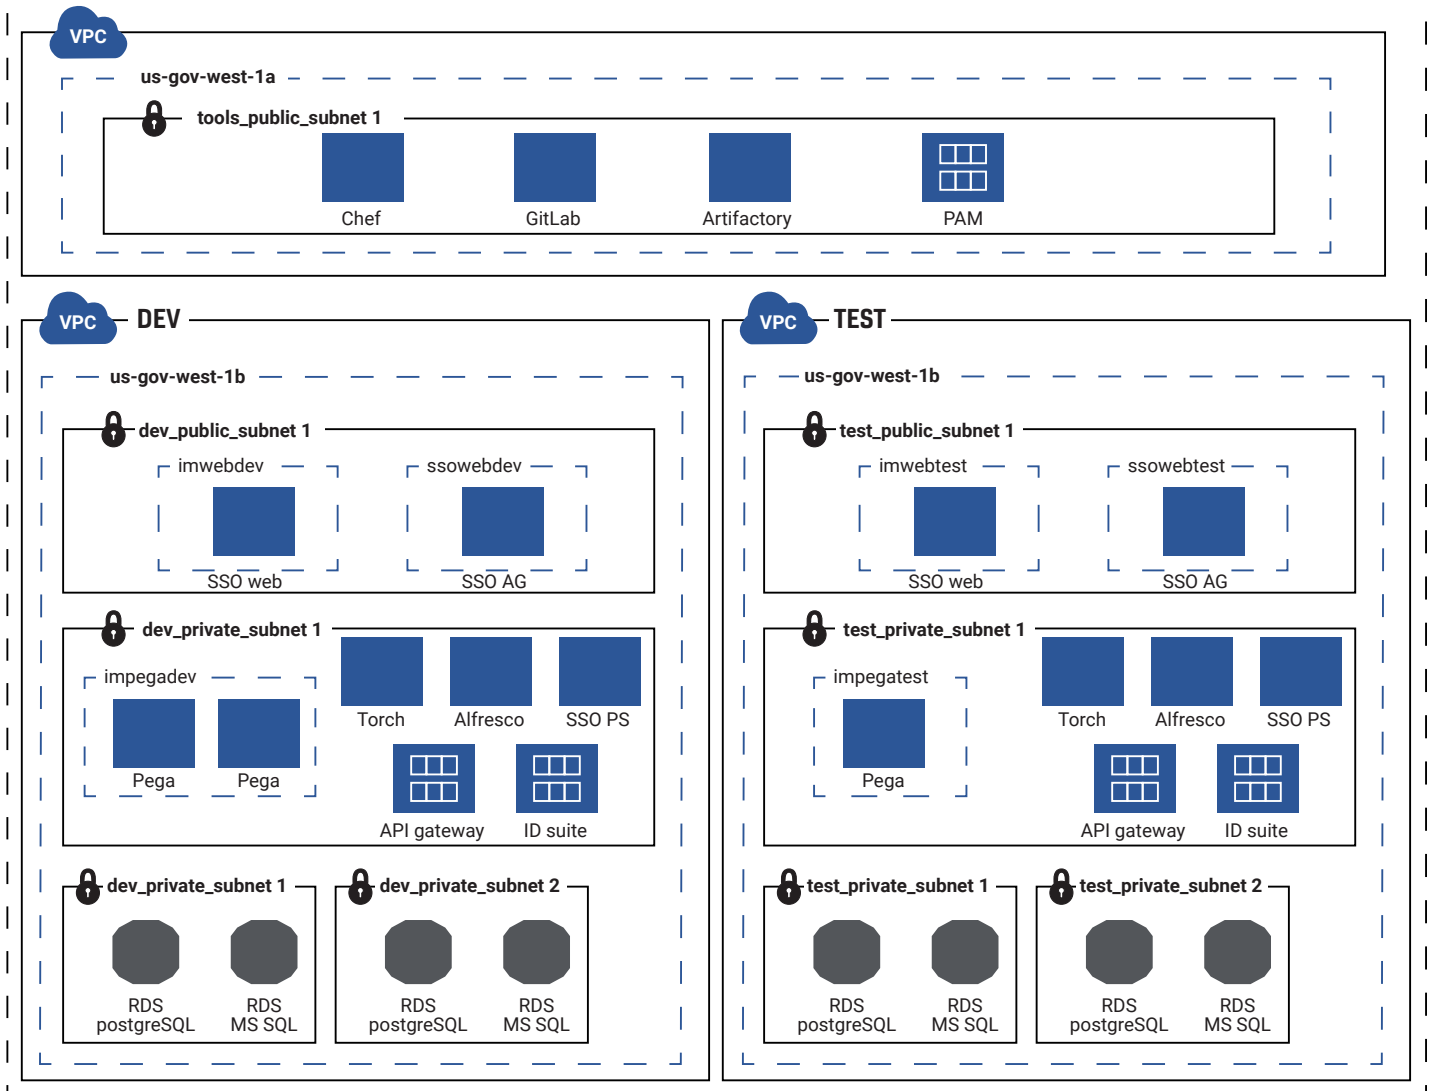 VPC
us-gov-west-1a
tools_public_subnet 1
Chef
GitLab
Artifactory
PAM
VPC
DEV
us-gov-west-1b
dev_public_subnet 1
imwebdev
ssowebdev
SSO web
SSO AG
dev_private_subnet 1
impegadev
Pega
Pega
Torch
Alfresco
SSO PS
API gateway
ID suite
dev_private_subnet 1
RDS
postgreSQL
RDS
MS SQL
dev_private_subnet 2
RDS
postgreSQL
RDS
MS SQL
VPC
TEST
us-gov-west-1b
test_public_subnet 1
imwebtest
ssowebtest
SSO web
SSO AG
test_private_subnet 1
impegatest
Pega
Torch
Alfresco
SSO PS
API gateway
ID suite
test_private_subnet 1
RDS
postgreSQL
RDS
MS SQL
test_private_subnet 2
RDS
postgreSQL
RDS
MS SQL